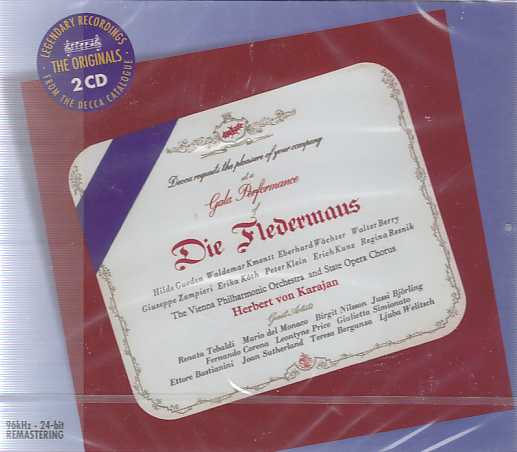 LEGENDARY RECORDINGS
THE ORIGINALS
2 CD
FROM THE DECCA CATALOGUE
Decca requests the pleasure of your company
at a
Gala Performance
of
Die Fledermaus
Hilde Gueden Waldemar Kmentt Eberhard Wächter Walter Berry
Giuseppe Zampieri Erika Köth Peter Klein Erich Kunz Regina Resnik
The Vienna Philharmonic Orchestra and State Opera Chorus
Herbert von Karajan
Guest Artists
Renata Tebaldi Mario del Monaco Birgit Nilsson Jussi Björling
Fernando Corena Leontyne Price Giulietta Simionato
Ettore Bastianini Joan Sutherland Teresa Berganza Ljuba Welitsch
96kHz - 24-bit
REMASTERING